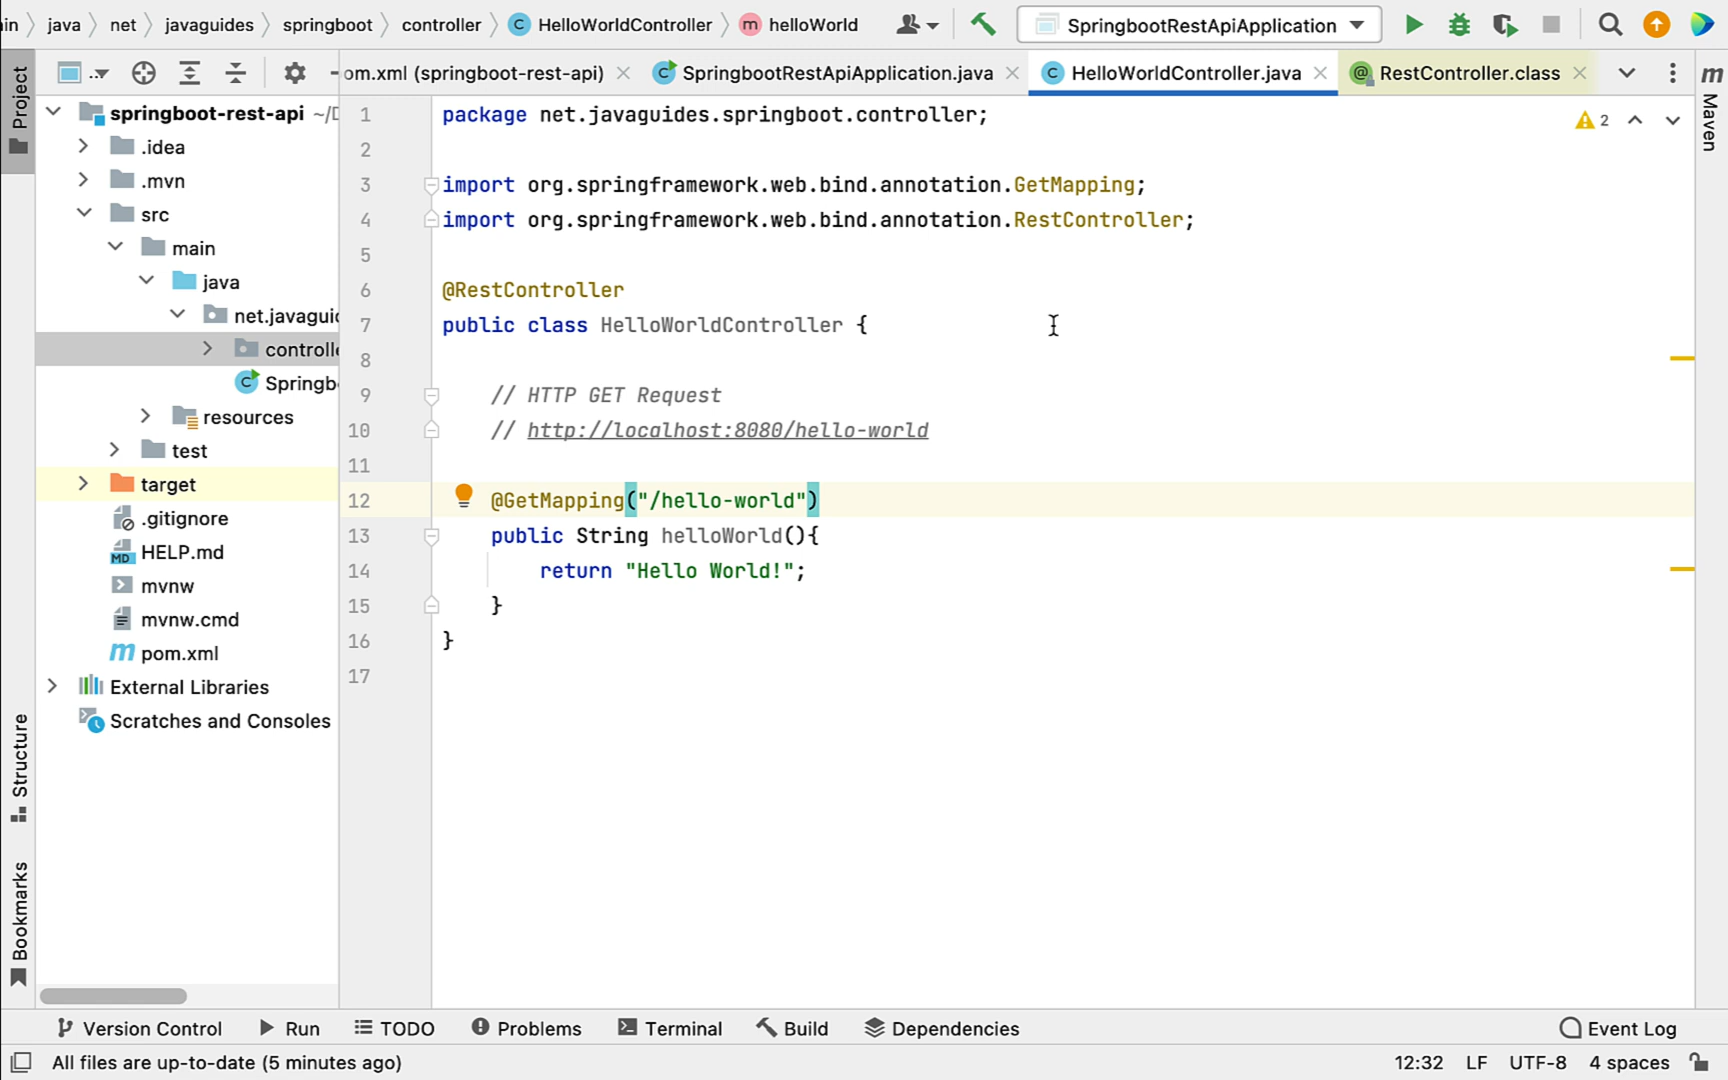 in java net javaguides springboot controller HelloWorldController helloWorld SpringbootRestApiApplication
Project
om.xml (springboot-rest-api) SpringbootRestApiApplication.java HelloWorldController.java RestController.class
Maven
springboot-rest-api ~/D
.idea
.mvn
src
main
java
net.javaguid
controlle
Springb
resources
test
target
.gitignore
HELP.md
mvnw
mvnw.cmd
pom.xml
External Libraries
Scratches and Consoles
Structure
Bookmarks
1 package net.javaguides.springboot.controller;
2
3 import org.springframework.web.bind.annotation.GetMapping;
4 import org.springframework.web.bind.annotation.RestController;
5
6 @RestController
7 public class HelloWorldController {
8
9 // HTTP GET Request
10 // http://localhost:8080/hello-world
11
12 @GetMapping("/hello-world")
13 public String helloWorld(){
14 return "Hello World!";
15 }
16 }
17
2
Version Control Run TODO Problems Terminal Build Dependencies Event Log
All files are up-to-date (5 minutes ago) 12:32 LF UTF-8 4 spaces